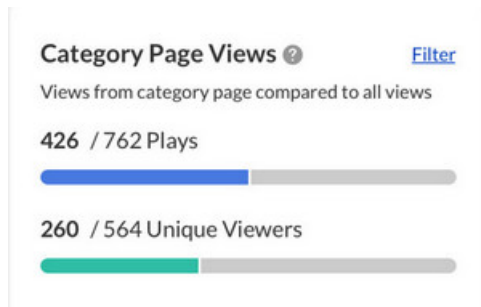 Category Page Views ? Filter
Views from category page compared to all views
426 / 762 Plays
260 / 564 Unique Viewers